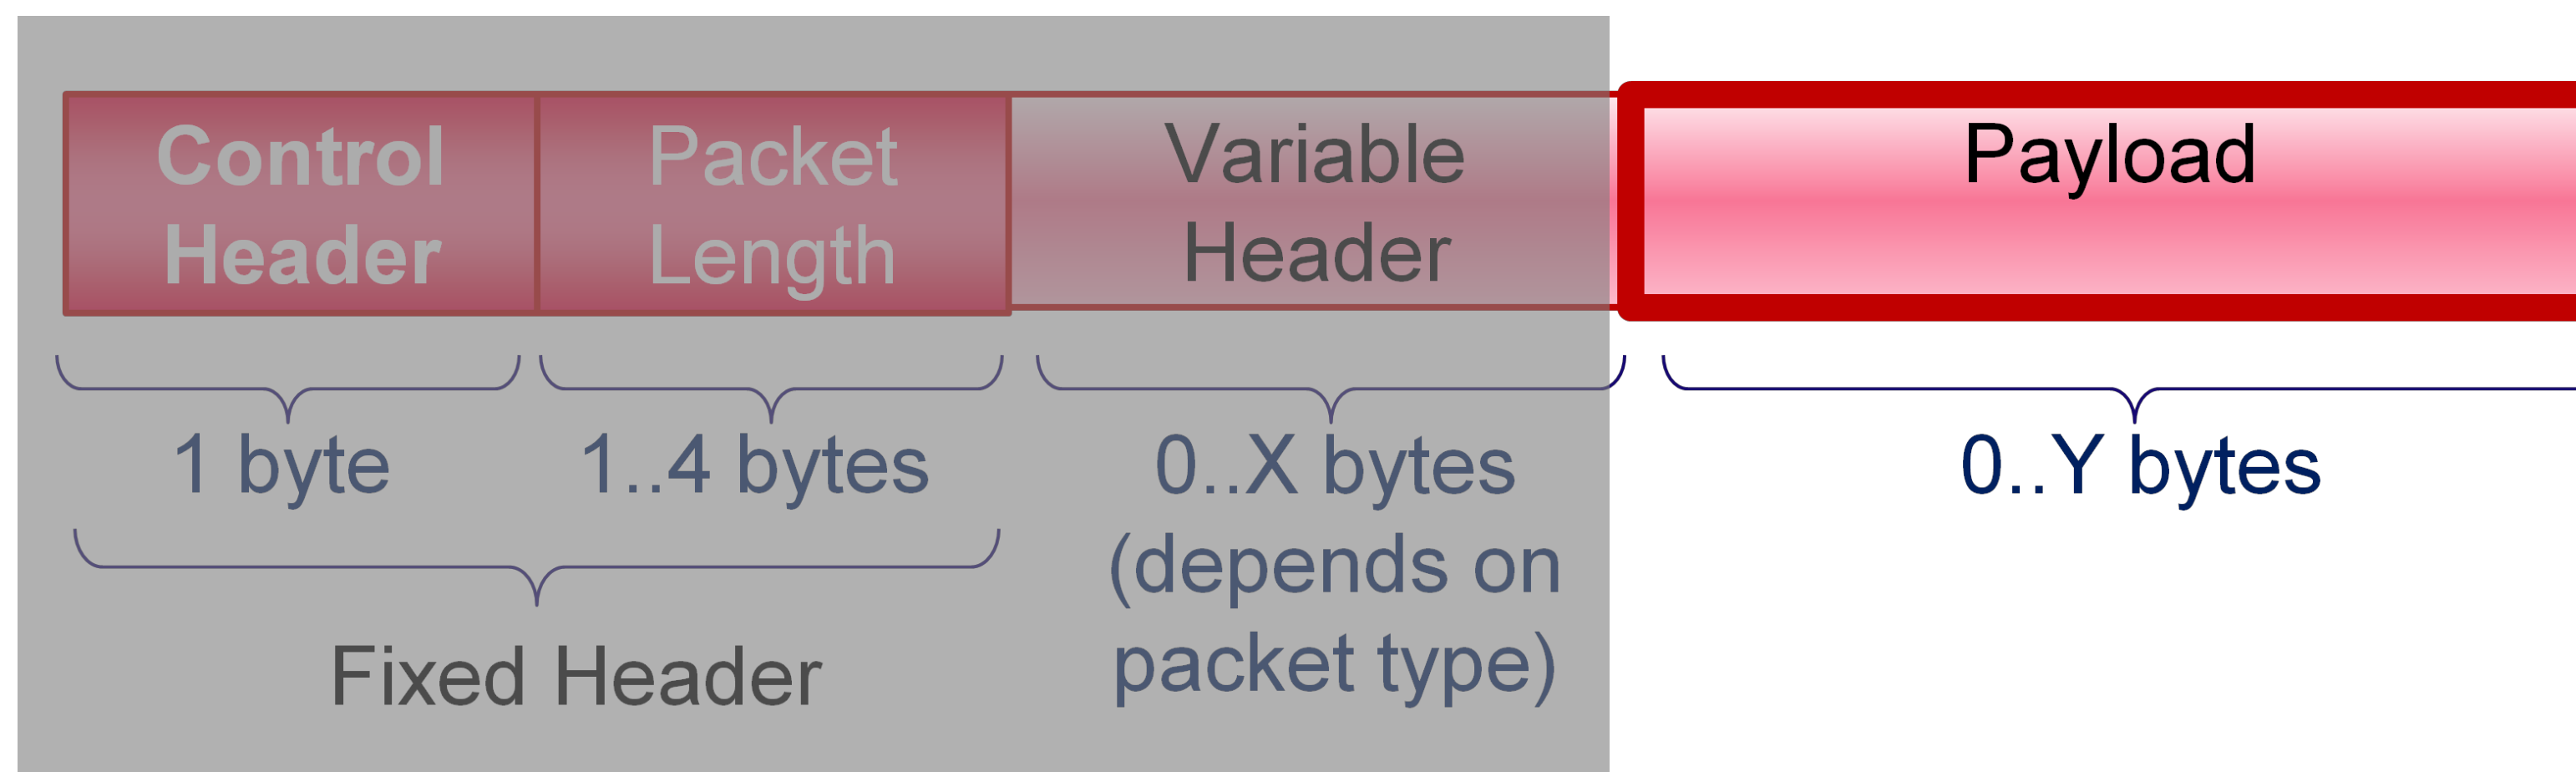 Control
Header
Packet
Length
Variable
Header
Payload
1 byte
1..4 bytes
0..X bytes
(depends on
packet type)
0..Y bytes
Fixed Header